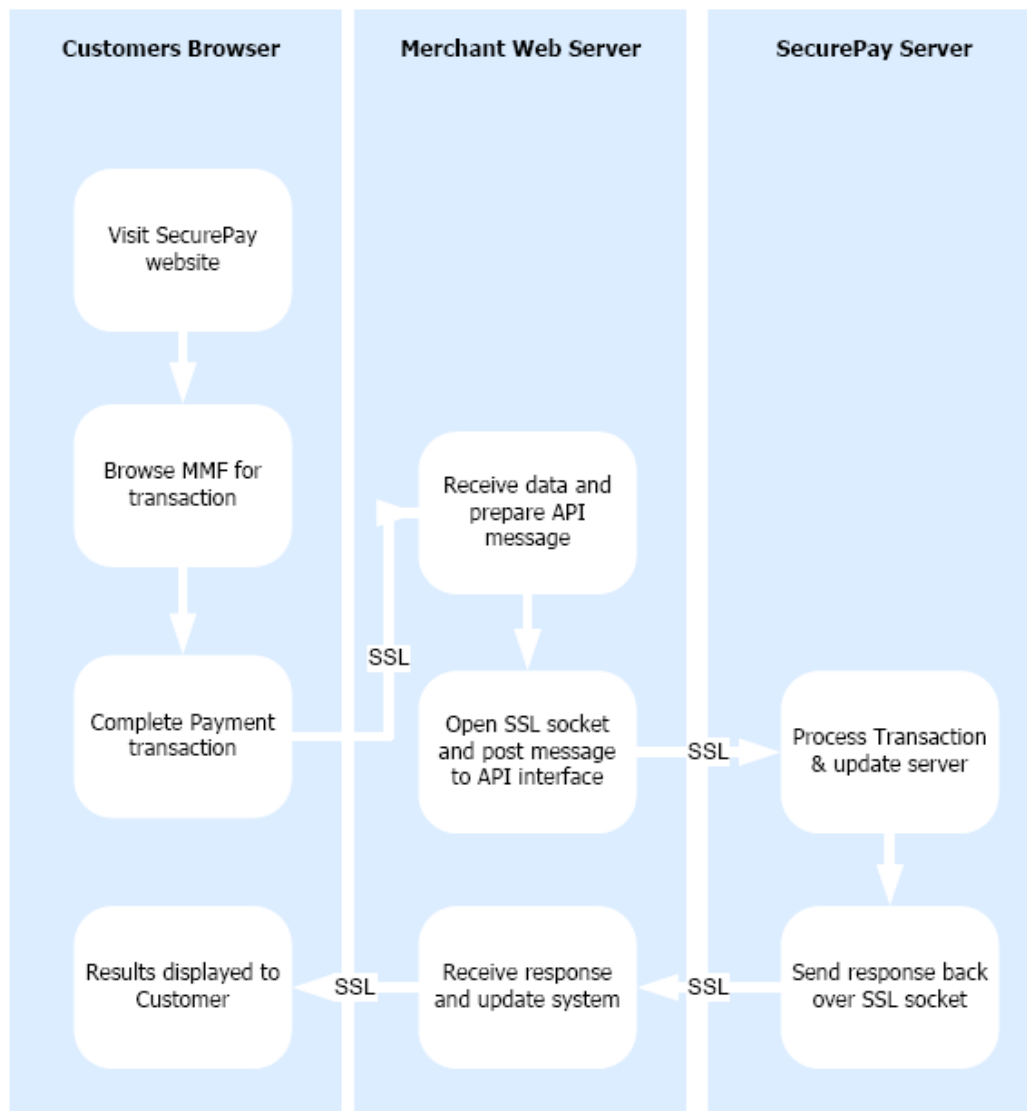 Customers Browser
Merchant Web Server
SecurePay Server
Visit SecurePay
website
Browse MMF for
transaction
Complete Payment
transaction
SSL
Receive data and
prepare API
message
Open SSL socket
and post message
to API interface
SSL
Process Transaction
& update server
Send response back
over SSL socket
SSL
Receive response
and update system
SSL
Results displayed to
Customer